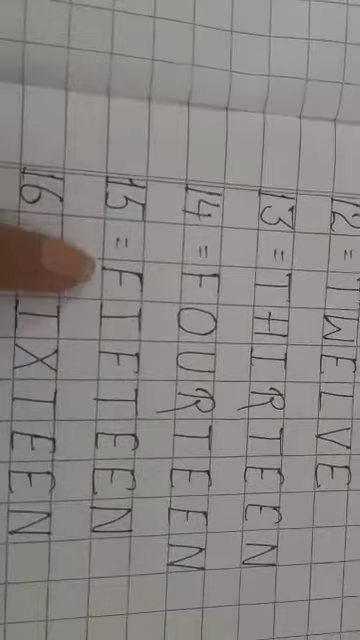 12 = TWELVE
13 = THIRTEEN
14 = FOURTEEN
15 = FIFTEEN
16 IXTEEN